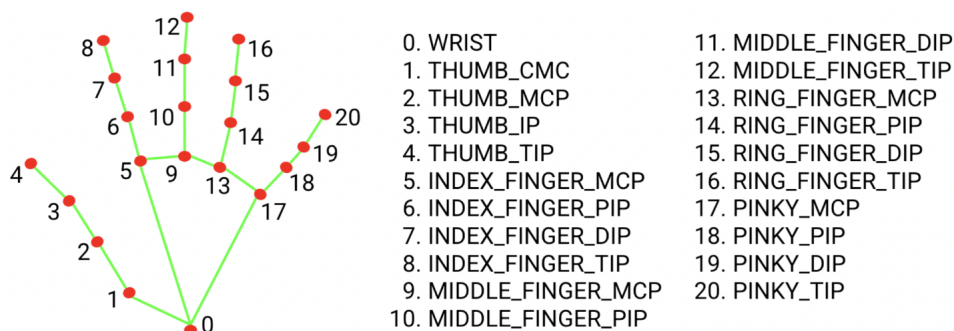 12
8
16
11
7
15
10
6
14
20
4
5
9
13
19
18
3
17
2
1
0
0. WRIST
1. THUMB_CMC
2. THUMB_MCP
3. THUMB_IP
4. THUMB_TIP
5. INDEX_FINGER_MCP
6. INDEX_FINGER_PIP
7. INDEX_FINGER_DIP
8. INDEX_FINGER_TIP
9. MIDDLE_FINGER_MCP
10. MIDDLE_FINGER_PIP
11. MIDDLE_FINGER_DIP
12. MIDDLE_FINGER_TIP
13. RING_FINGER_MCP
14. RING_FINGER_PIP
15. RING_FINGER_DIP
16. RING_FINGER_TIP
17. PINKY_MCP
18. PINKY_PIP
19. PINKY_DIP
20. PINKY_TIP